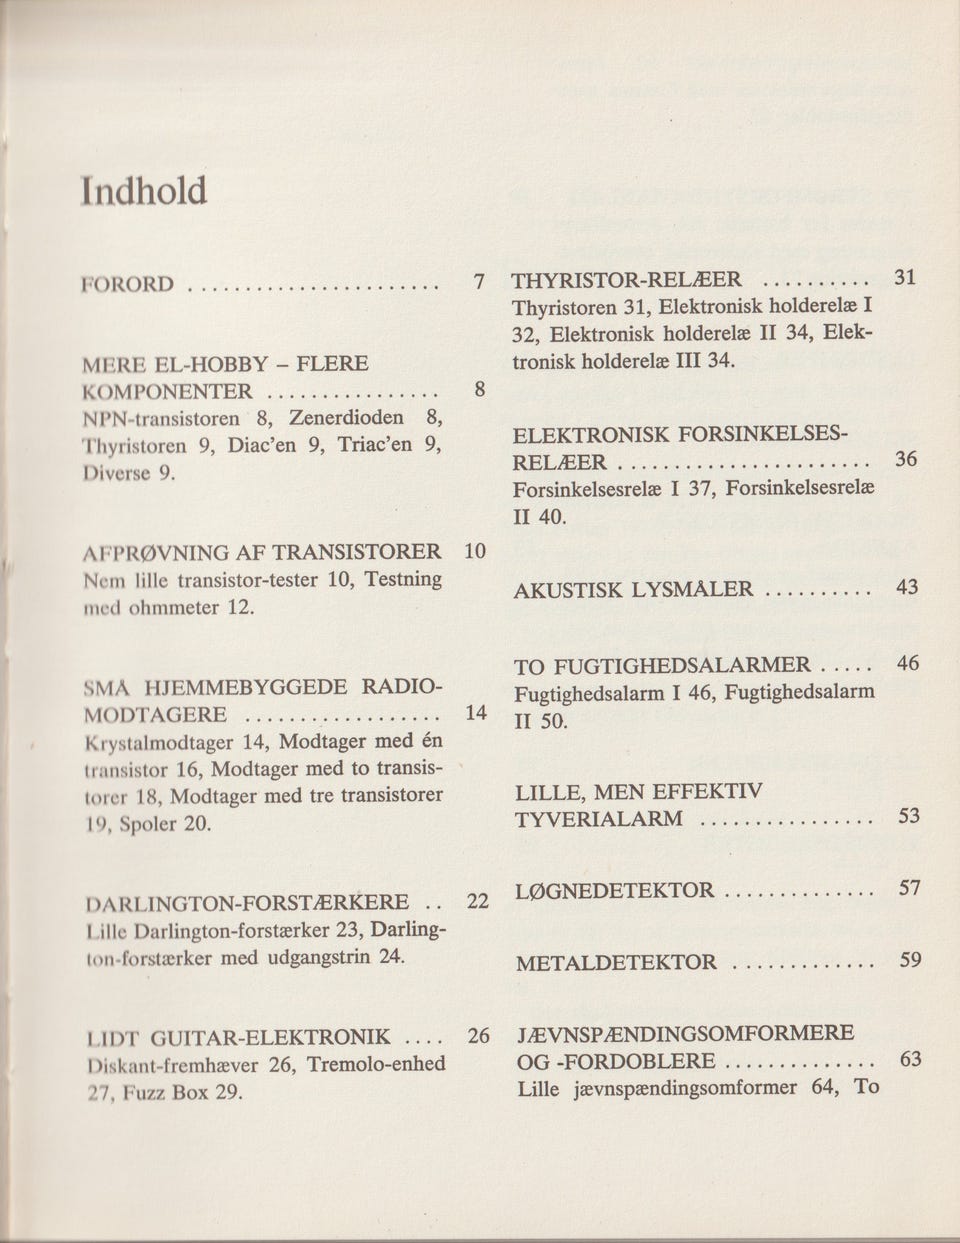 Indhold
FORORD ....................... 7
MERE EL-HOBBY – FLERE
KOMPONENTER ................ 8
NPN-transistoren 8, Zenerdioden 8,
Thyristoren 9, Diac'en 9, Triac'en 9,
Diverse 9.
AFPRØVNING AF TRANSISTORER 10
Nem lille transistor-tester 10, Testning
med ohmmeter 12.
SMÅ HJEMMEBYGGEDE RADIO-
MODTAGERE .................. 14
Krystalmodtager 14, Modtager med én
transistor 16, Modtager med to transis-
torer 18, Modtager med tre transistorer
19, Spoler 20.
DARLINGTON-FORSTÆRKERE .. 22
Lille Darlington-forstærker 23, Darling-
ton-forstærker med udgangstrin 24.
LIDT GUITAR-ELEKTRONIK .... 26
Diskant-fremhæver 26, Tremolo-enhed
27, Fuzz Box 29.
THYRISTOR-RELÆER .......... 31
Thyristoren 31, Elektronisk holderelæ I
32, Elektronisk holderelæ II 34, Elek-
tronisk holderelæ III 34.
ELEKTRONISK FORSINKELSES-
RELÆER ....................... 36
Forsinkelsesrelæ I 37, Forsinkelsesrelæ
II 40.
AKUSTISK LYSMÅLER .......... 43
TO FUGTIGHEDSALARMER ..... 46
Fugtighedsalarm I 46, Fugtighedsalarm
II 50.
LILLE, MEN EFFEKTIV
TYVERIALARM ................ 53
LØGNEDETEKTOR .............. 57
METALDETEKTOR ............. 59
JÆVNSPÆNDINGSOMFORMERE
OG -FORDOBLERE .............. 63
Lille jævnspændingsomformer 64, To